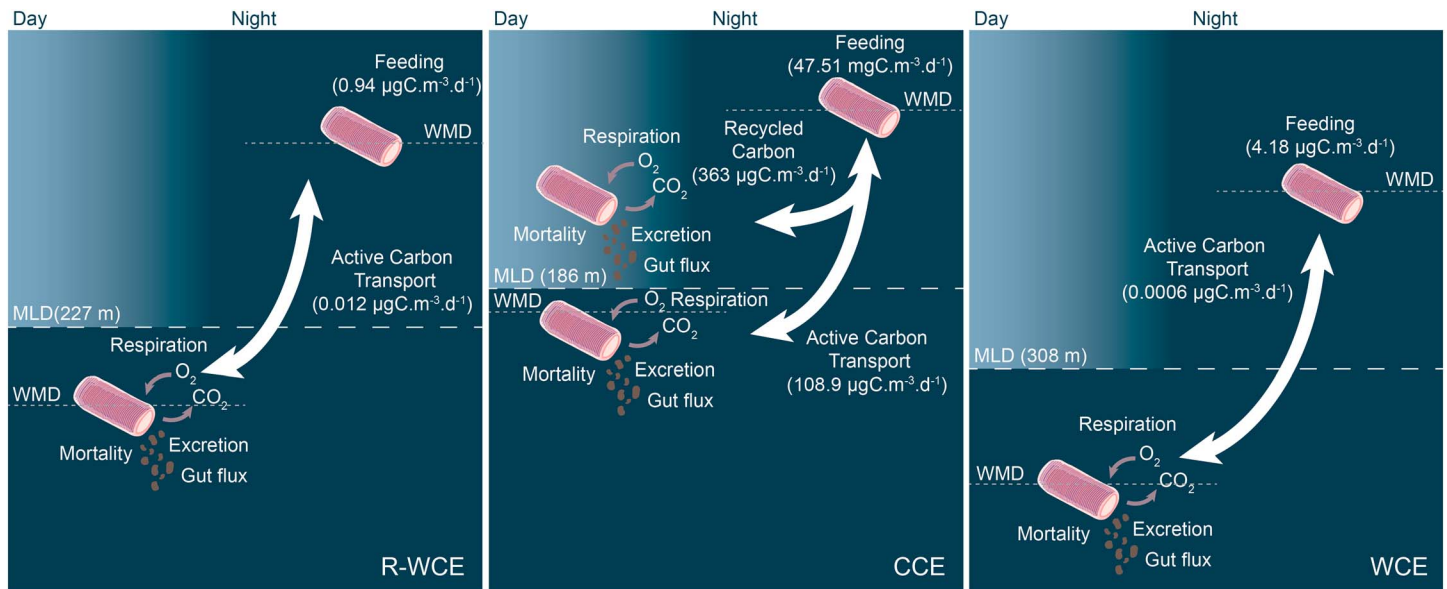 Day
Night
Feeding
(0.94 µgC.m⁻³.d⁻¹)
WMD
Active Carbon
Transport
(0.012 µgC.m⁻³.d⁻¹)
MLD(227 m)
Respiration
O₂
WMD
CO₂
Mortality
Excretion
Gut flux
R-WCE
Day
Night
Feeding
(47.51 mgC.m⁻³.d⁻¹)
WMD
Respiration
Recycled
Carbon
(363 µgC.m⁻³.d⁻¹)
O₂
CO₂
Mortality
Excretion
Gut flux
MLD (186 m)
WMD
O₂ Respiration
CO₂
Mortality
Excretion
Gut flux
Active Carbon
Transport
(108.9 µgC.m⁻³.d⁻¹)
CCE
Day
Night
Feeding
(4.18 µgC.m⁻³.d⁻¹)
WMD
Active Carbon
Transport
(0.0006 µgC.m⁻³.d⁻¹)
MLD (308 m)
Respiration
O₂
WMD
CO₂
Mortality
Excretion
Gut flux
WCE